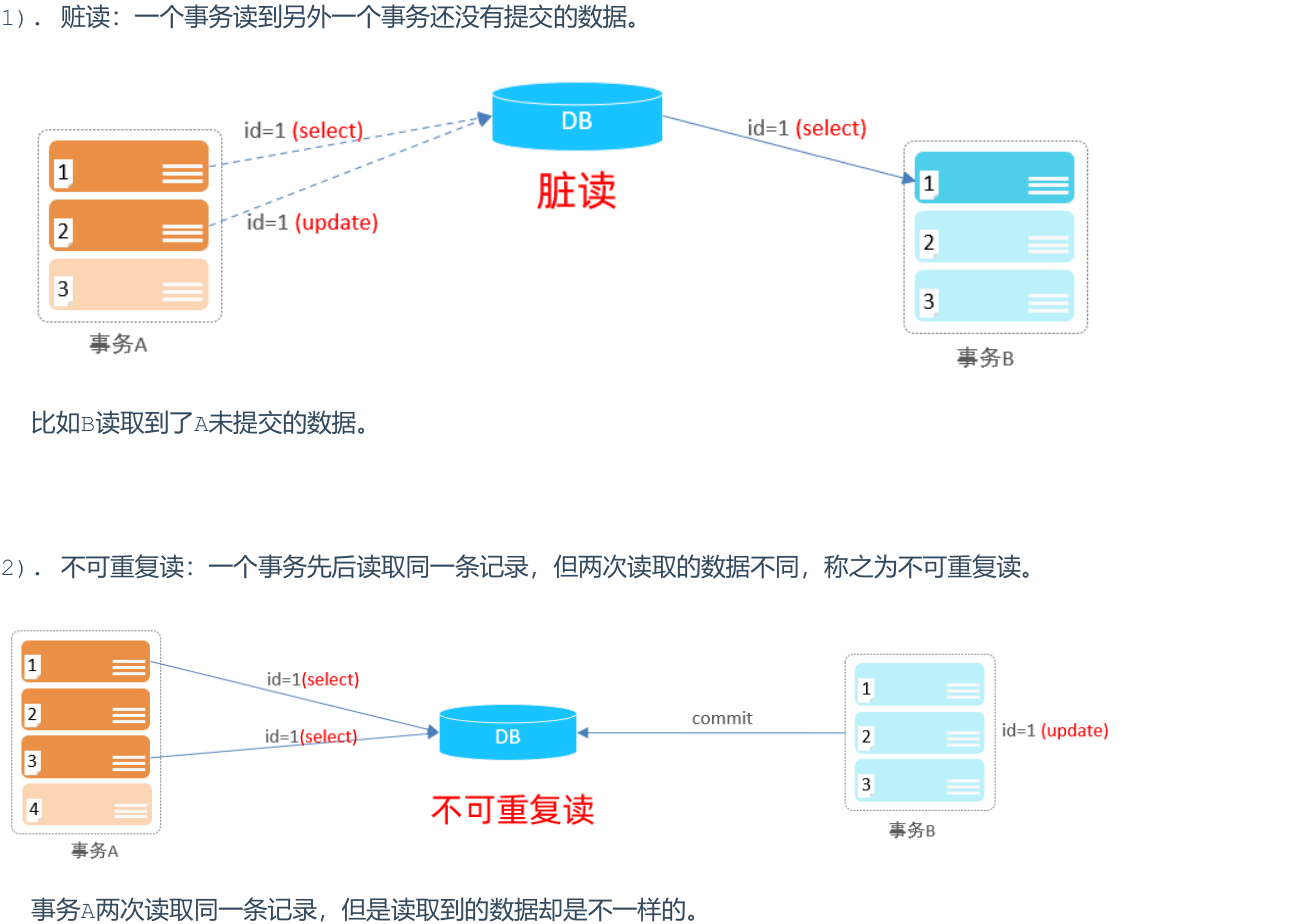 1). 脏读：一个事务读到另外一个事务还没有提交的数据。
id=1 (select)
DB
id=1 (select)
1
2
3
id=1 (update)
脏读
1
2
3
事务A
事务B
比如B读取到了A未提交的数据。
2). 不可重复读：一个事务先后读取同一条记录，但两次读取的数据不同，称之为不可重复读。
1
2
3
4
id=1(select)
id=1(select)
DB
commit
1
2
3
id=1 (update)
不可重复读
事务A
事务B
事务A两次读取同一条记录，但是读取到的数据却是不一样的。